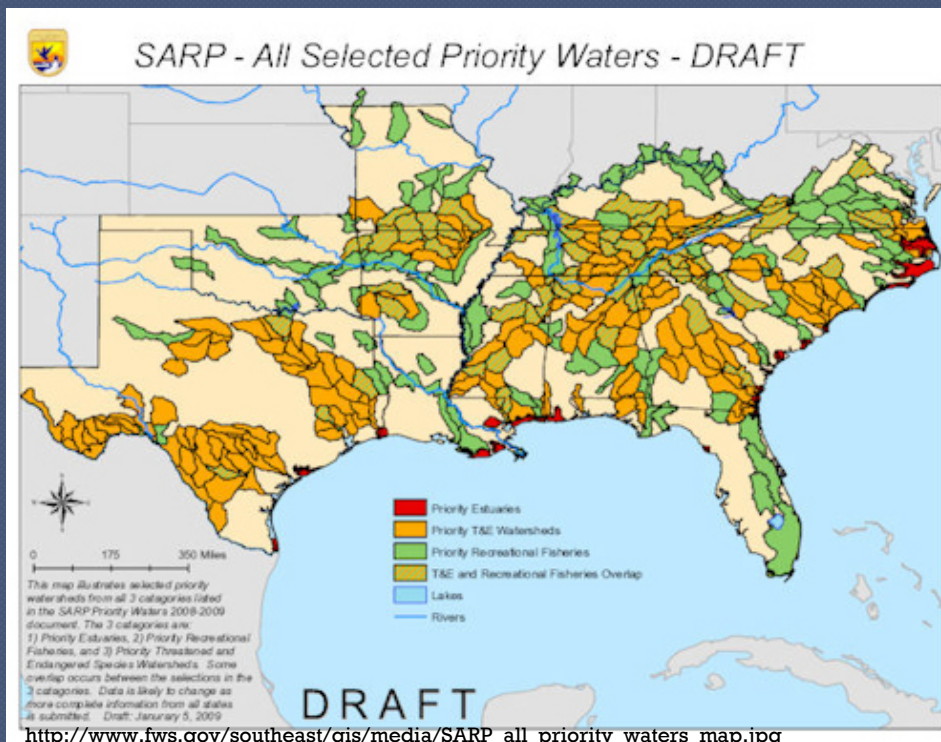 SARP - All Selected Priority Waters - DRAFT
Priority Estuaries
Priority T&E Watersheds
Priority Recreational Fisheries
T&E and Recreational Fisheries Overlap
Lakes
Rivers
0 175 350 Miles
This map illustrates selected priority
watersheds from all 3 catagories listed
in the SARP Priority Waters 2008-2009
document. The 3 categories are:
1) Priority Estuaries, 2) Priority Recreational
Fisheries, and 3) Priority Threatened and
Endangered Species Watersheds. Some
overlap occurs between the selections in the
3 categories. Data is likely to change as
more complete infomation from all states
is submitted. Draft: Janurary 5, 2009
DRAFT
http://www.fws.gov/southeast/gis/media/SARP_all_priority_waters_map.jpg